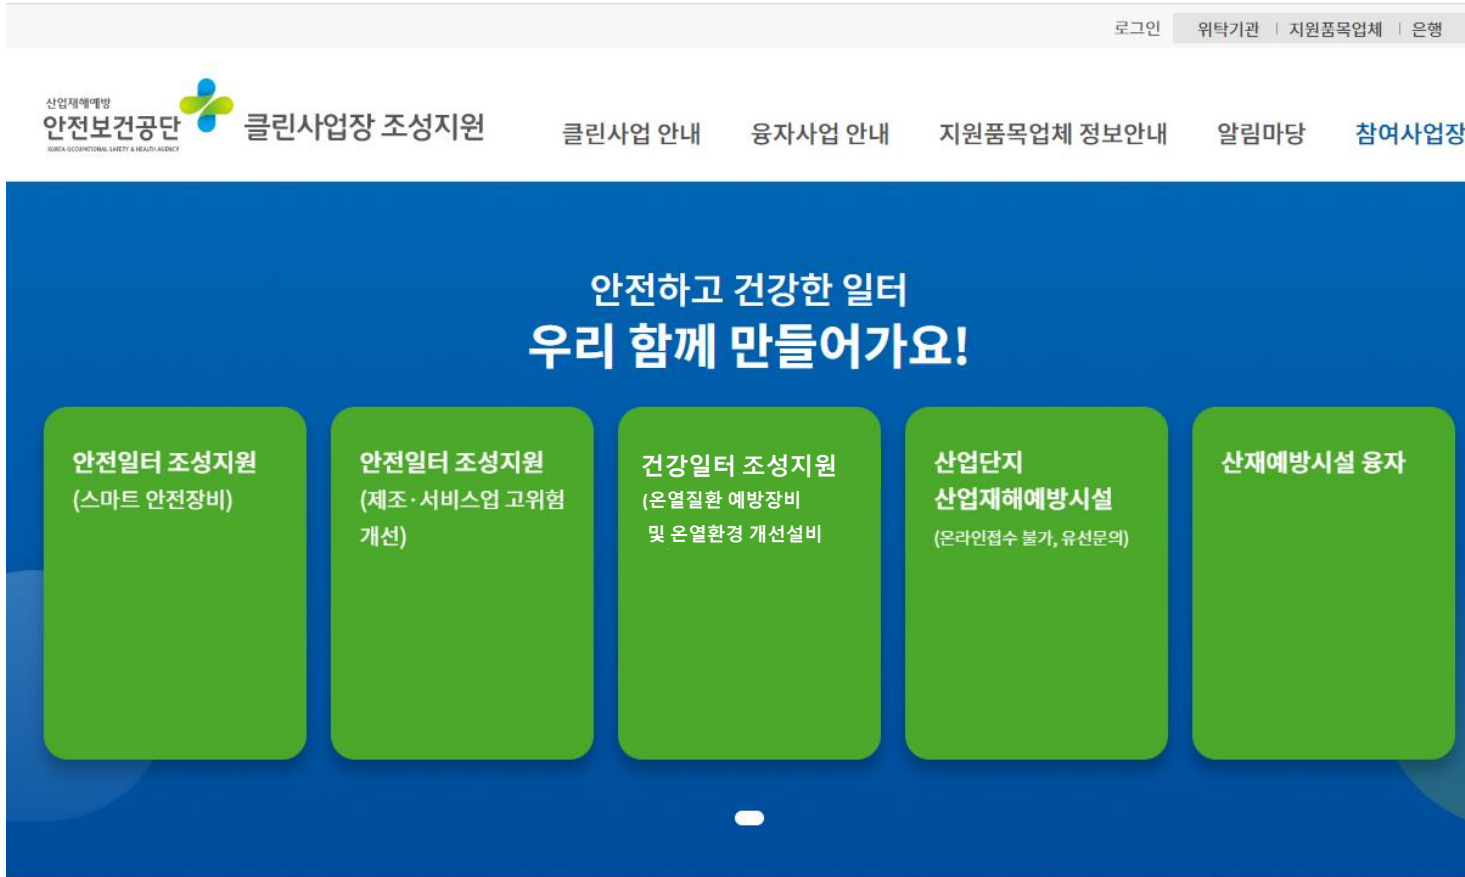 로그인 위탁기관 | 지원품목업체 | 은행
산업재해예방
안전보건공단
KOREA OCCUPATIONAL SAFETY & HEALTH AGENCY
클린사업장 조성지원
클린사업 안내 융자사업 안내 지원품목업체 정보안내 알림마당 참여사업장
안전하고 건강한 일터
우리 함께 만들어가요!
안전일터 조성지원
(스마트 안전장비)
안전일터 조성지원
(제조·서비스업 고위험
개선)
건강일터 조성지원
(온열질환 예방장비
및 온열환경 개선설비
산업단지
산업재해예방시설
(온라인접수 불가, 유선문의)
산재예방시설 융자